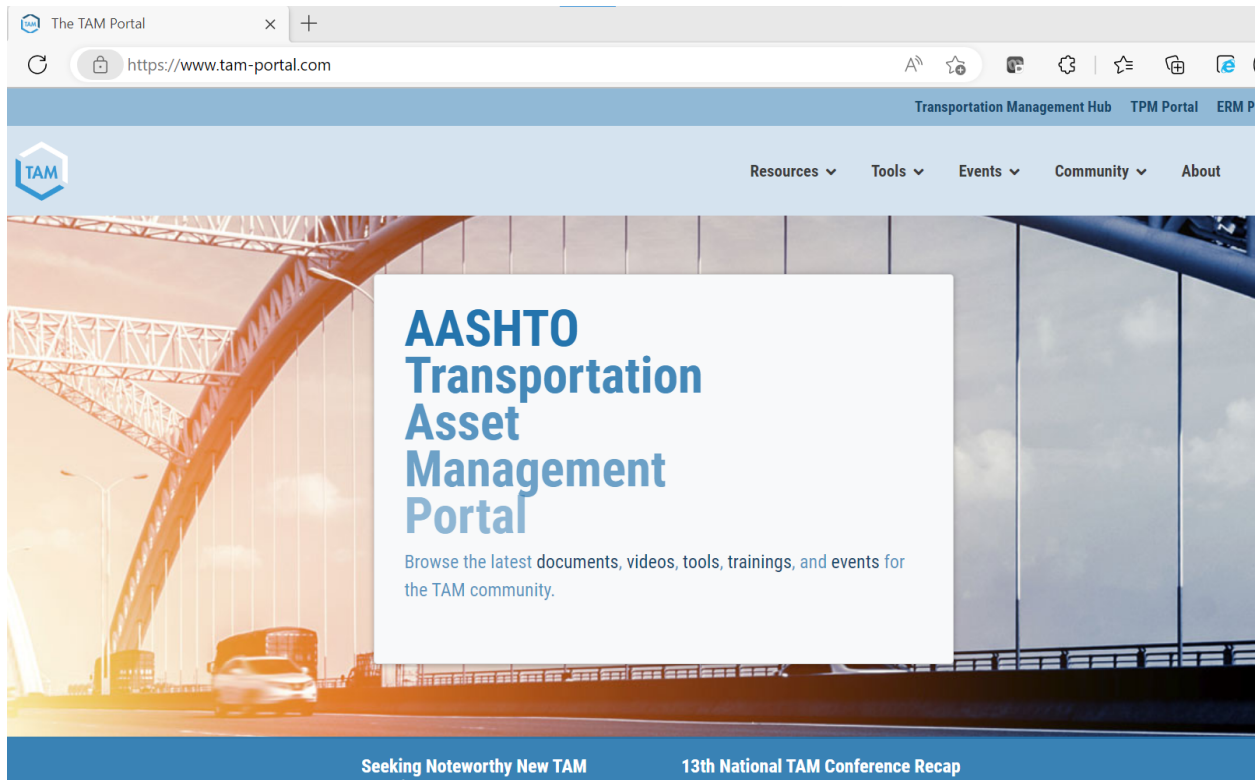 TAM
The TAM Portal
https://www.tam-portal.com
Transportation Management Hub TPM Portal ERM P
TAM
Resources Tools Events Community About
AASHTO
Transportation
Asset
Management
Portal
Browse the latest documents, videos, tools, trainings, and events for
the TAM community.
Seeking Noteworthy New TAM 13th National TAM Conference Recap